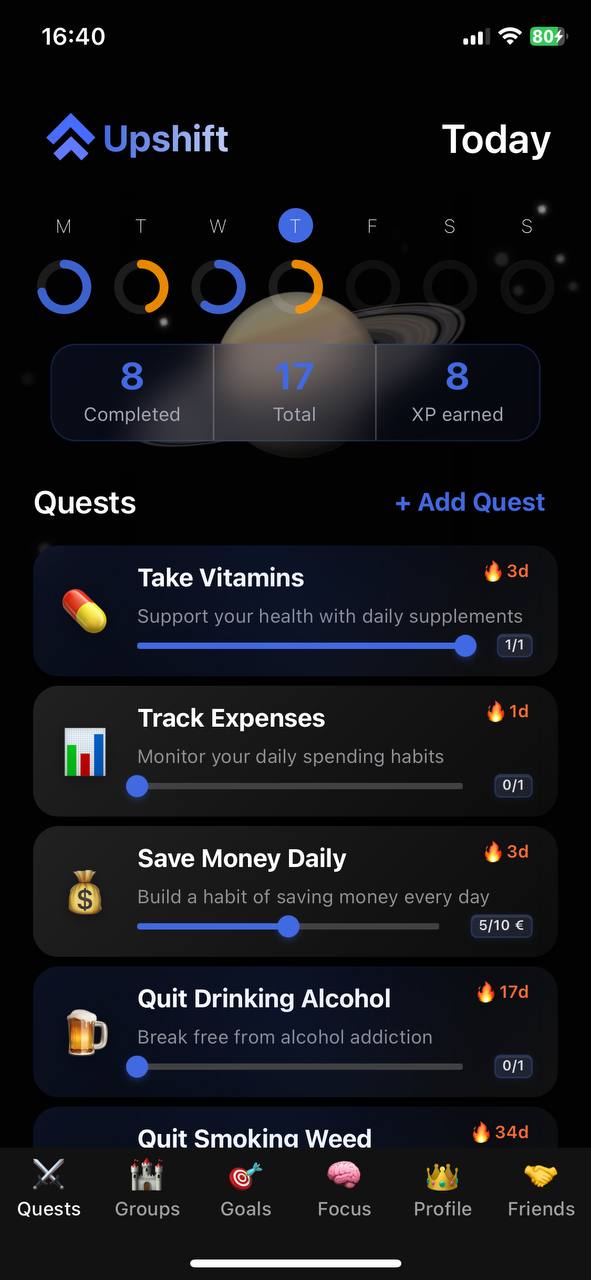 16:40
80
Upshift
Today
M T W T F S S
8 17 8
Completed Total XP earned
Quests
+ Add Quest
Take Vitamins
3d
Support your health with daily supplements
1/1
Track Expenses
1d
Monitor your daily spending habits
0/1
Save Money Daily
3d
Build a habit of saving money every day
5/10 €
Quit Drinking Alcohol
17d
Break free from alcohol addiction
0/1
Quit Smoking Weed
34d
Quests Groups Goals Focus Profile Friends